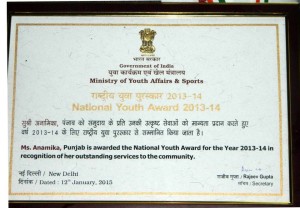 भारत सरकार
Government of India
युवा कार्यक्रम एवं खेल मंत्रालय
Ministry of Youth Affairs & Sports
राष्ट्रीय युवा पुरस्कार 2013-14
National Youth Award 2013-14
सुश्री अनामिका, पंजाब को समुदाय के प्रति उनकी उत्कृष्ट सेवाओं को मान्यता प्रदान करते हुए
वर्ष 2013-14 के लिए राष्ट्रीय युवा पुरस्कार से सम्मानित किया जाता है।
Ms. Anamika, Punjab is awarded the National Youth Award for the Year 2013-14 in
recognition of her outstanding services to the community.
नई दिल्ली / New Delhi
दिनांक / Dated : 12th January, 2015
राजीव गुप्ता / Rajeev Gupta
सचिव / Secretary